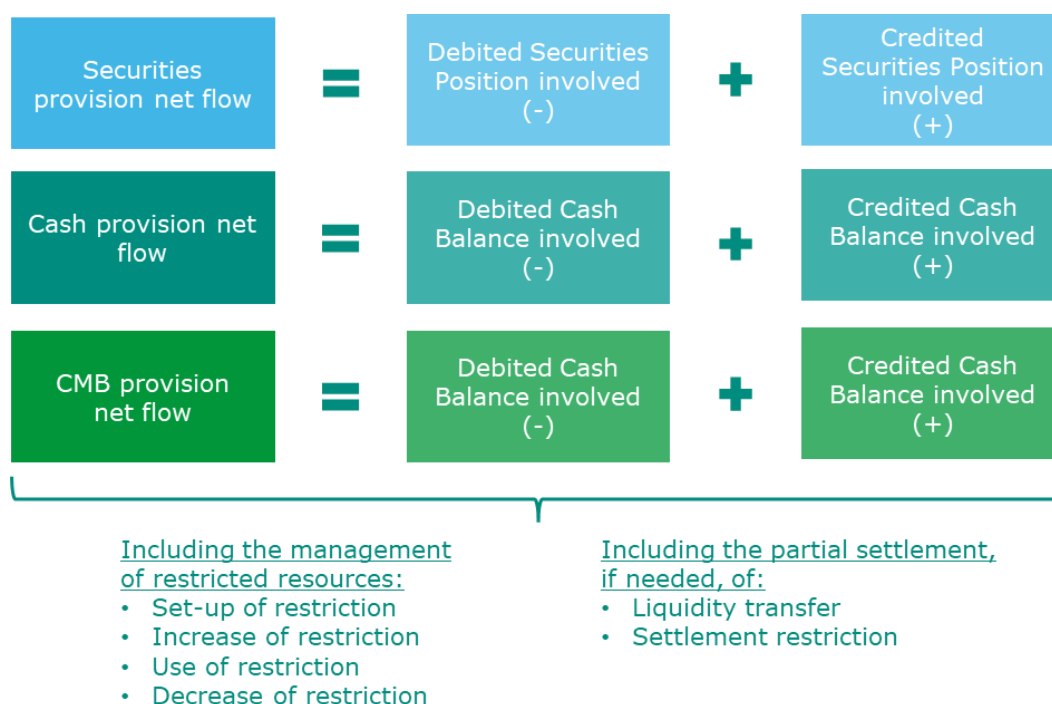 Securities
provision net flow
=
Debited Securities
Position involved
(-)
+
Credited
Securities Position
involved
(+)
Cash provision net
flow
=
Debited Cash
Balance involved
(-)
+
Credited Cash
Balance involved
(+)
CMB provision
net flow
=
Debited Cash
Balance involved
(-)
+
Credited Cash
Balance involved
(+)
Including the management
of restricted resources:
• Set-up of restriction
• Increase of restriction
• Use of restriction
• Decrease of restriction
Including the partial settlement,
if needed, of:
• Liquidity transfer
• Settlement restriction